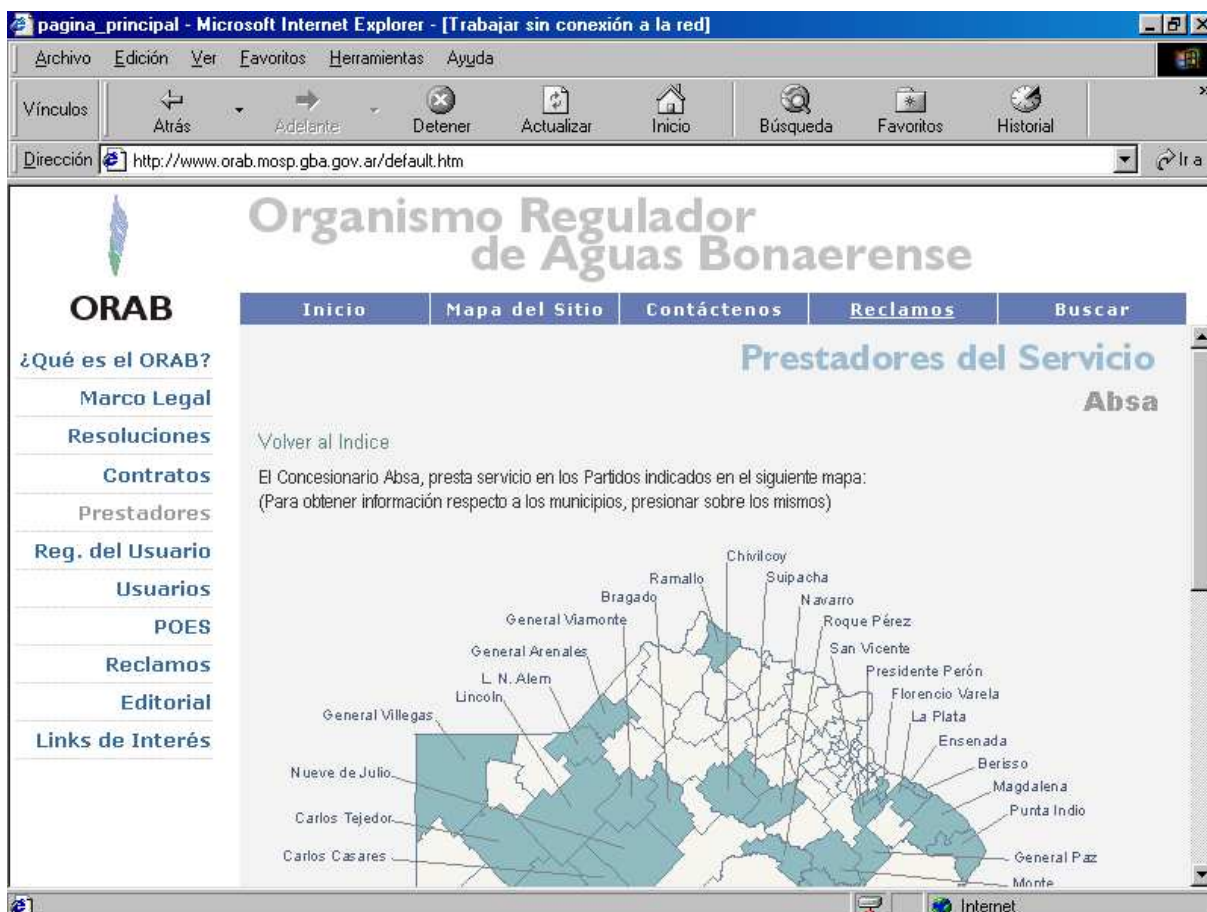 pagina_principal - Microsoft Internet Explorer - [Trabajar sin conexión a la red]
Archivo Edición Ver Favoritos Herramientas Ayuda
Vínculos Atrás Adelante Detener Actualizar Inicio Búsqueda Favoritos Historial »
Dirección http://www.orab.mosp.gba.gov.ar/default.htm Ir a
Organismo Regulador
de Aguas Bonaerense
ORAB
Inicio Mapa del Sitio Contáctenos Reclamos Buscar
¿Qué es el ORAB?
Marco Legal
Resoluciones
Contratos
Prestadores
Reg. del Usuario
Usuarios
POES
Reclamos
Editorial
Links de Interés
Prestadores del Servicio
Absa
Volver al Indice
El Concesionario Absa, presta servicio en los Partidos indicados en el siguiente mapa:
(Para obtener información respecto a los municipios, presionar sobre los mismos)
Chivilcoy
Ramallo
Suipacha
Bragado
Navarro
General Viamonte
Roque Pérez
General Arenales
San Vicente
L. N. Alem
Presidente Perón
Lincoln
Florencio Varela
General Villegas
La Plata
Ensenada
Berisso
Nueve de Julio
Magdalena
Punta Indio
Carlos Tejedor
Carlos Casares
General Paz
Monte
Internet